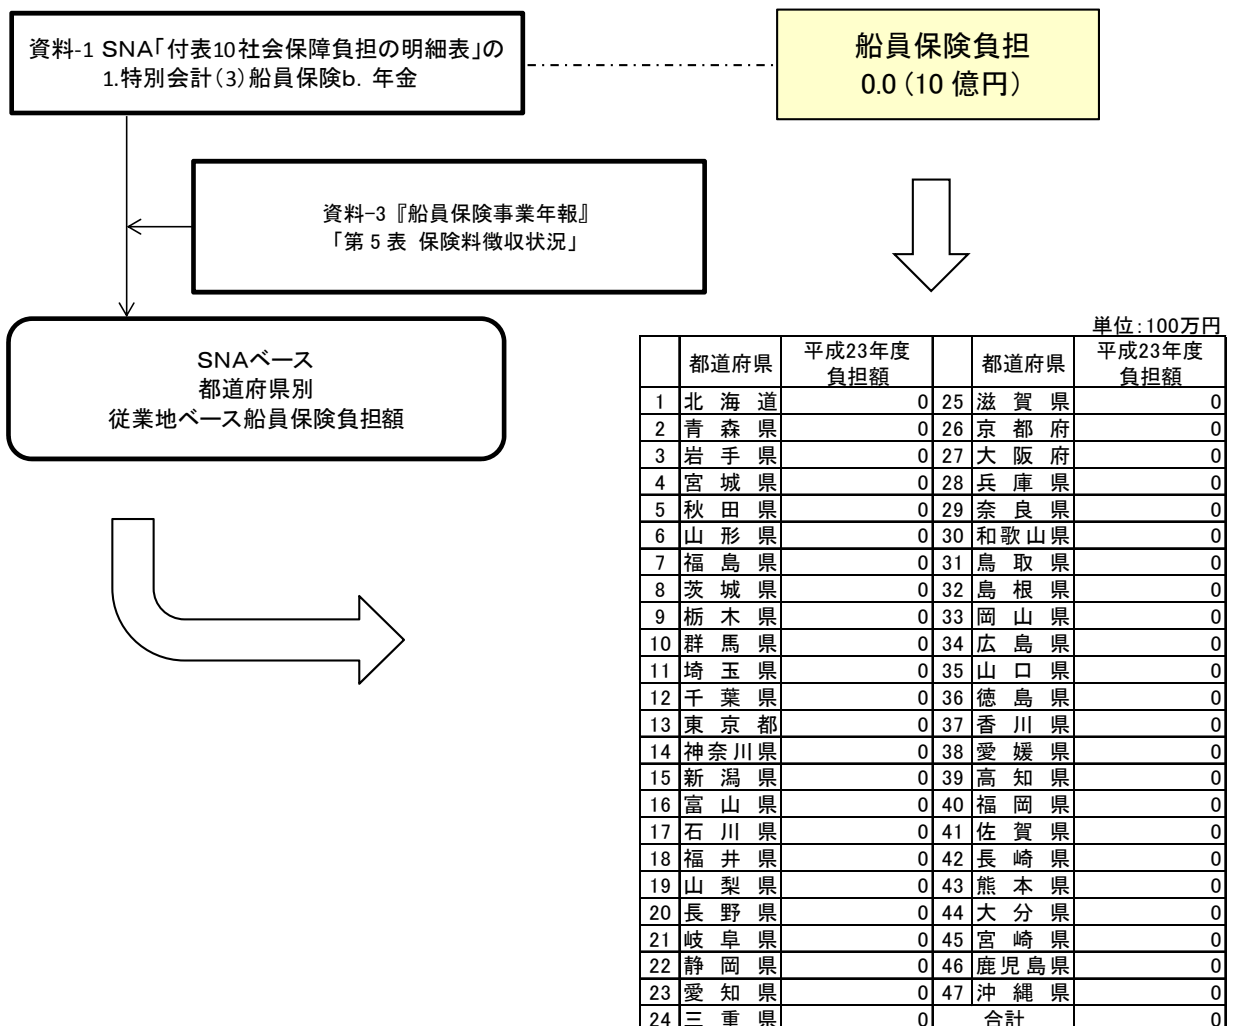 資料-1 SNA「付表10社会保障負担の明細表」の
1.特別会計(3)船員保険b. 年金
船員保険負担
0.0(10 億円)
資料-3『船員保険事業年報』
「第 5 表 保険料徴収状況」
SNAベース
都道府県別
従業地ベース船員保険負担額
単位:100万円
都道府県 平成23年度 負担額 都道府県 平成23年度 負担額
1 北海道 0 25 滋賀県 0
2 青森県 0 26 京都府 0
3 岩手県 0 27 大阪府 0
4 宮城県 0 28 兵庫県 0
5 秋田県 0 29 奈良県 0
6 山形県 0 30 和歌山県 0
7 福島県 0 31 鳥取県 0
8 茨城県 0 32 島根県 0
9 栃木県 0 33 岡山県 0
10 群馬県 0 34 広島県 0
11 埼玉県 0 35 山口県 0
12 千葉県 0 36 徳島県 0
13 東京都 0 37 香川県 0
14 神奈川県 0 38 愛媛県 0
15 新潟県 0 39 高知県 0
16 富山県 0 40 福岡県 0
17 石川県 0 41 佐賀県 0
18 福井県 0 42 長崎県 0
19 山梨県 0 43 熊本県 0
20 長野県 0 44 大分県 0
21 岐阜県 0 45 宮崎県 0
22 静岡県 0 46 鹿児島県 0
23 愛知県 0 47 沖縄県 0
24 三重県 0 合計 0